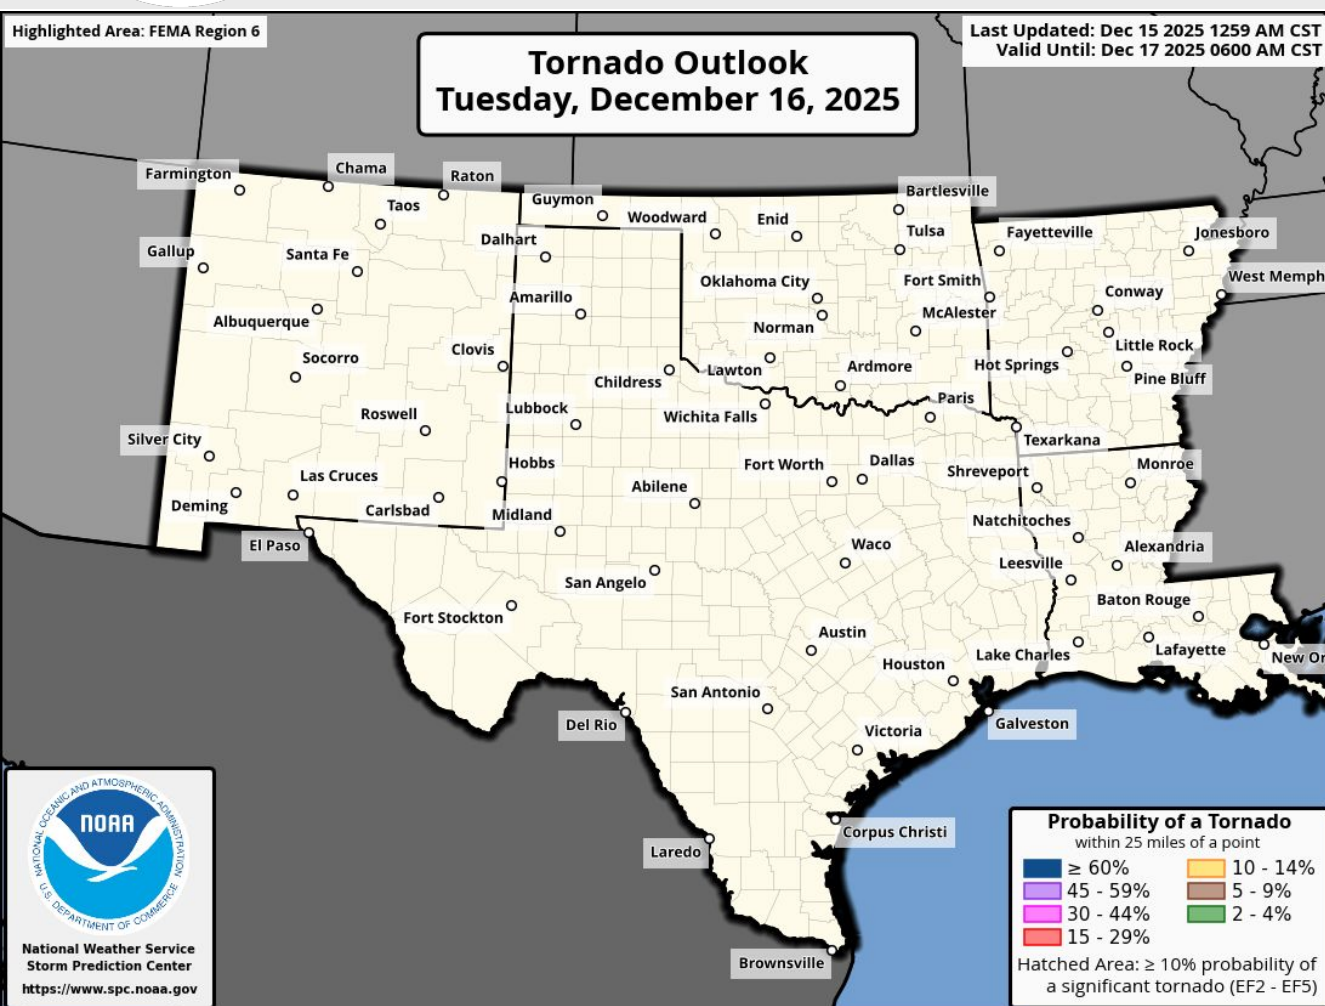 Highlighted Area: FEMA Region 6
Last Updated: Dec 15 2025 1259 AM CST
Valid Until: Dec 17 2025 0600 AM CST
Tornado Outlook
Tuesday, December 16, 2025
Farmington
Chama
Raton
Taos
Guymon
Woodward
Enid
Bartlesville
Tulsa
Fayetteville
Jonesboro
Gallup
Santa Fe
Dalhart
Oklahoma City
Fort Smith
West Memph
Amarillo
Conway
Albuquerque
Norman
McAlester
Little Rock
Socorro
Clovis
Childress
Lawton
Ardmore
Hot Springs
Pine Bluff
Roswell
Lubbock
Wichita Falls
Paris
Silver City
Texarkana
Las Cruces
Hobbs
Fort Worth
Dallas
Shreveport
Monroe
Deming
Carlsbad
Midland
Abilene
Natchitoches
El Paso
Waco
Alexandria
San Angelo
Leesville
Fort Stockton
Baton Rouge
Austin
Houston
Lake Charles
Lafayette
New Or
San Antonio
Del Rio
Victoria
Galveston
Corpus Christi
Laredo
Brownsville
NATIONAL OCEANIC AND ATMOSPHERIC ADMINISTRATION
NOAA
U.S. DEPARTMENT OF COMMERCE
National Weather Service
Storm Prediction Center
https://www.spc.noaa.gov
Probability of a Tornado
within 25 miles of a point
≥ 60%
10 - 14%
45 - 59%
5 - 9%
30 - 44%
2 - 4%
15 - 29%
Hatched Area: ≥ 10% probability of
a significant tornado (EF2 - EF5)